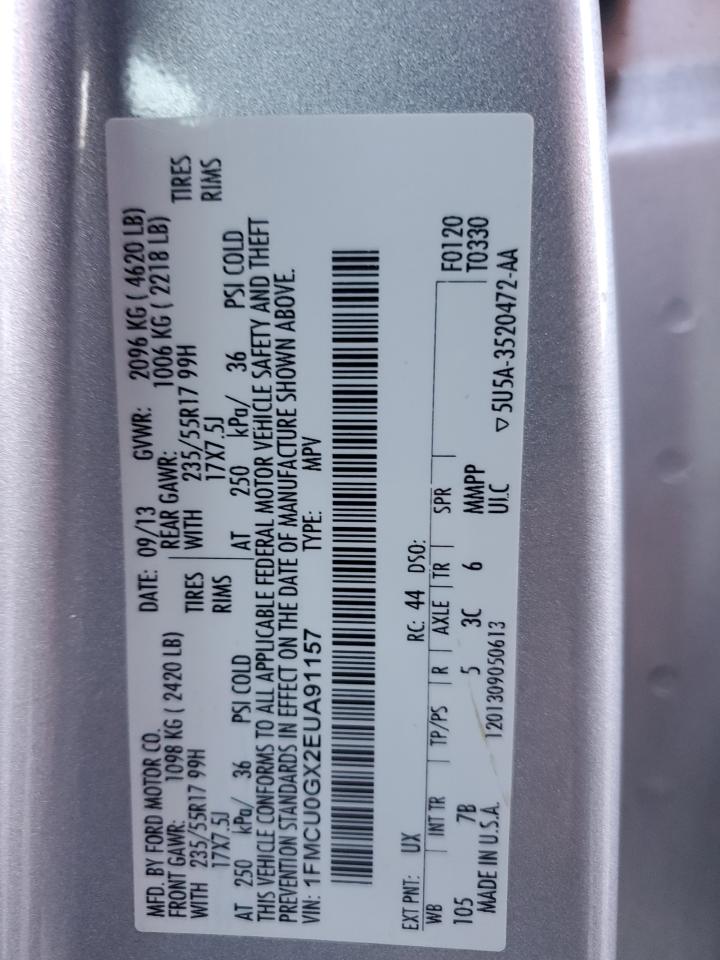 MFD. BY FORD MOTOR CO. DATE: 09/13 GVWR: 2096 KG ( 4620 LB)
FRONT GAWR: 1098 KG ( 2420 LB) REAR GAWR: 1006 KG ( 2218 LB)
WITH 235/55R17 99H TIRES WITH 235/55R17 99H TIRES
17X7.5J RIMS 17X7.5J RIMS
AT 250 kPa/ 36 PSI COLD AT 250 kPa/ 36 PSI COLD
THIS VEHICLE CONFORMS TO ALL APPLICABLE FEDERAL MOTOR VEHICLE SAFETY AND THEFT
PREVENTION STANDARDS IN EFFECT ON THE DATE OF MANUFACTURE SHOWN ABOVE.
VIN: 1FMCU0GX2EUA91157 TYPE: MPV
EXT PNT: UX RC: 44 DSO:
WB INT TR TP/PS R AXLE TR SPR F0120
105 7B 5 3C 6 MMPP T0330
MADE IN U.S.A. 1201309050613 ULC ▽5U5A-3520472-AA